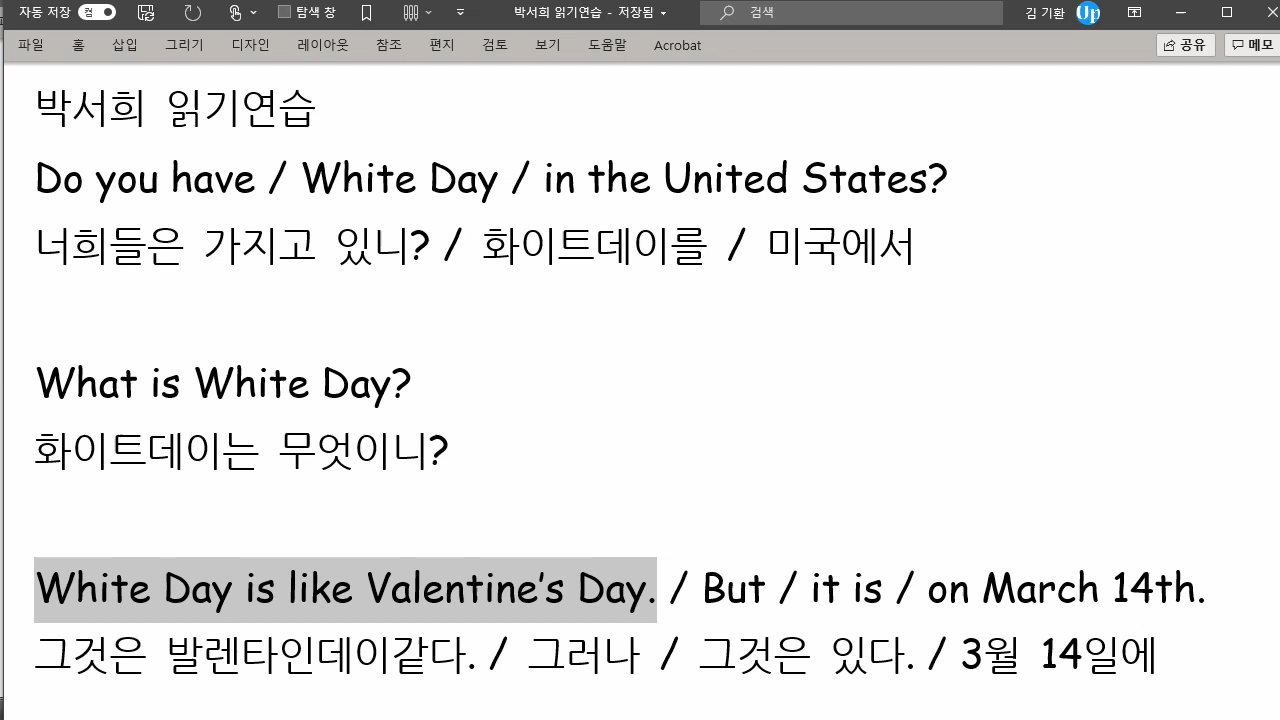 자동 저장 컴 탐색 창 박서희 읽기연습 - 저장됨 검색 김 기환 Up
파일 홈 삽입 그리기 디자인 레이아웃 참조 편지 검토 보기 도움말 Acrobat 공유 메모
박서희 읽기연습
Do you have / White Day / in the United States?
너희들은 가지고 있니? / 화이트데이를 / 미국에서
What is White Day?
화이트데이는 무엇이니?
White Day is like Valentine's Day. / But / it is / on March 14th.
그것은 발렌타인데이같다. / 그러나 / 그것은 있다. / 3월 14일에